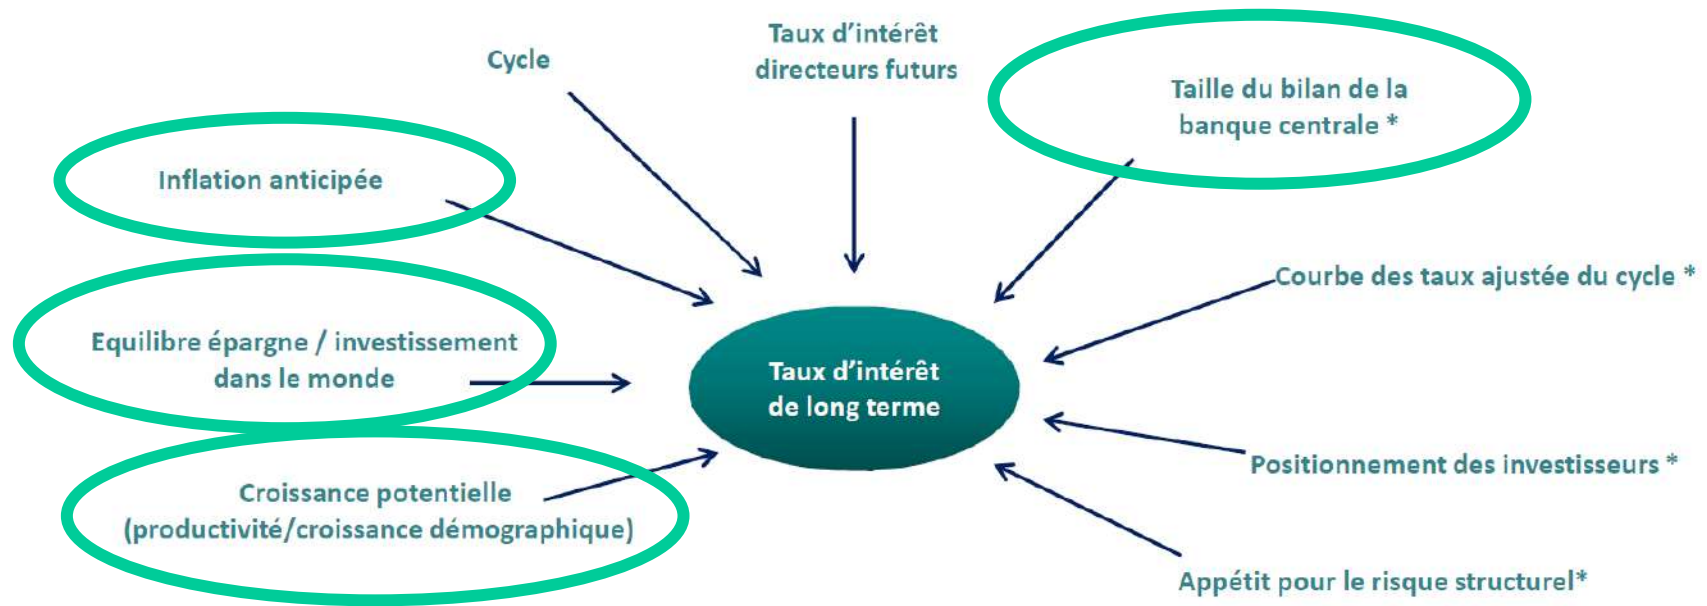 Cycle
Taux d'intérêt
directeurs futurs
Taille du bilan de la
banque centrale *
Inflation anticipée
Courbe des taux ajustée du cycle *
Equilibre épargne / investissement
dans le monde
Taux d'intérêt
de long terme
Positionnement des investisseurs *
Croissance potentielle
(productivité/croissance démographique)
Appétit pour le risque structurel*